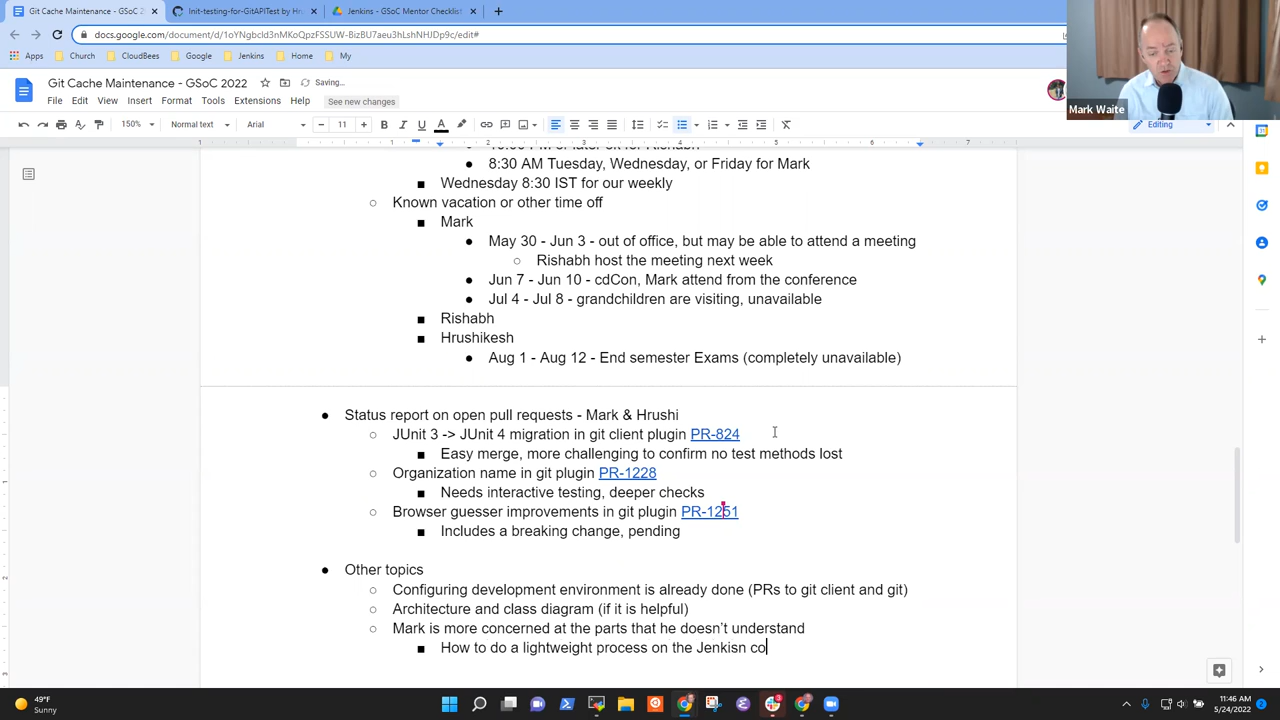 Git Cache Maintenance - GSoC 20
Init-testing-for-GitAPITest by Hru
Jenkins - GSoC Mentor Checklist
docs.google.com/document/d/1oYNgbcld3nMKoQpzFSSUW-BizBU7aeu3hLshNHJDp9c/edit#
Apps
Church
CloudBees
Google
Jenkins
Home
My
Mark Waite
Git Cache Maintenance - GSoC 2022
Saving...
File Edit View Insert Format Tools Extensions Help
See new changes
150%
Normal text
Arial
11
Editing
8:30 AM Tuesday, Wednesday, or Friday for Mark
Wednesday 8:30 IST for our weekly
Known vacation or other time off
Mark
May 30 - Jun 3 - out of office, but may be able to attend a meeting
Rishabh host the meeting next week
Jun 7 - Jun 10 - cdCon, Mark attend from the conference
Jul 4 - Jul 8 - grandchildren are visiting, unavailable
Rishabh
Hrushikesh
Aug 1 - Aug 12 - End semester Exams (completely unavailable)
Status report on open pull requests - Mark & Hrushi
JUnit 3 -> JUnit 4 migration in git client plugin PR-824
Easy merge, more challenging to confirm no test methods lost
Organization name in git plugin PR-1228
Needs interactive testing, deeper checks
Browser guesser improvements in git plugin PR-1251
Includes a breaking change, pending
Other topics
Configuring development environment is already done (PRs to git client and git)
Architecture and class diagram (if it is helpful)
Mark is more concerned at the parts that he doesn't understand
How to do a lightweight process on the Jenkisn co
49°F
Sunny
11:46 AM
5/24/2022